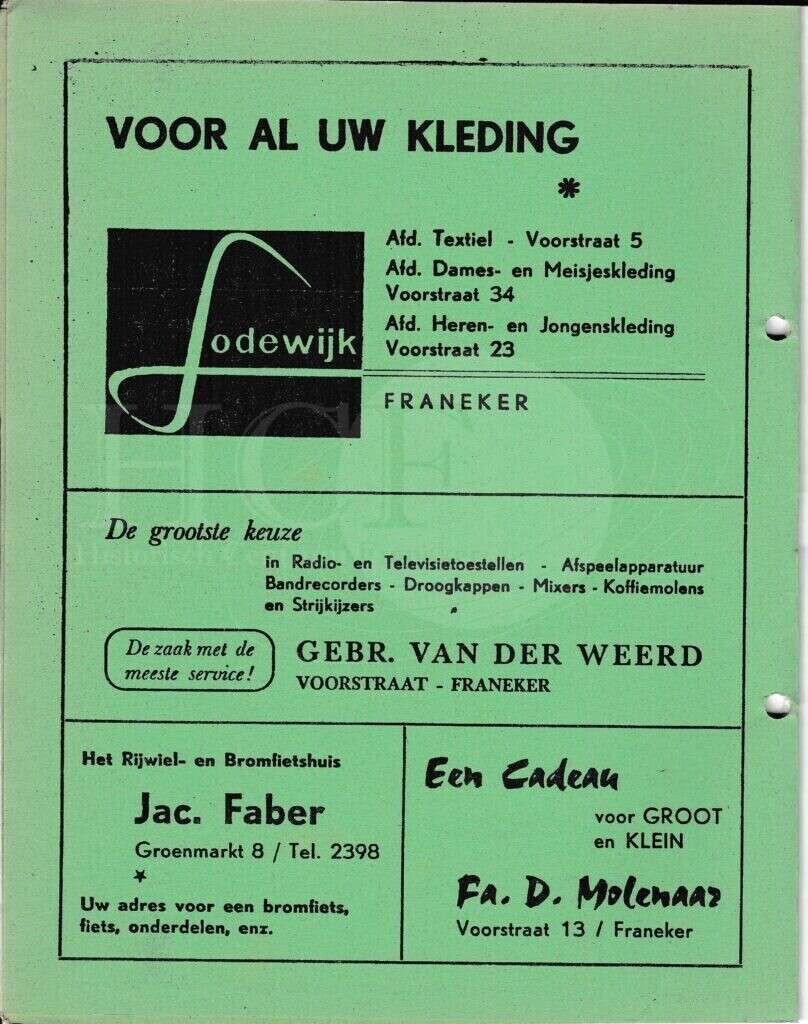 VOOR AL UW KLEDING
*
Lodewijk
Afd. Textiel - Voorstraat 5
Afd. Dames- en Meisjeskleding
Voorstraat 34
Afd. Heren- en Jongenskleding
Voorstraat 23
FRANEKER
HCF
De grootste keuze
in Radio- en Televisietoestellen - Afspeelapparatuur
Bandrecorders - Droogkappen - Mixers - Koffiemolens
en Strijkijzers
De zaak met de
meeste service!
GEBR. VAN DER WEERD
VOORSTRAAT - FRANEKER
Het Rijwiel- en Bromfietshuis
Jac. Faber
Groenmarkt 8 / Tel. 2398
Uw adres voor een bromfiets,
fiets, onderdelen, enz.
Een Cadeau
voor GROOT
en KLEIN
Fa. D. Molenaar
Voorstraat 13 / Franeker